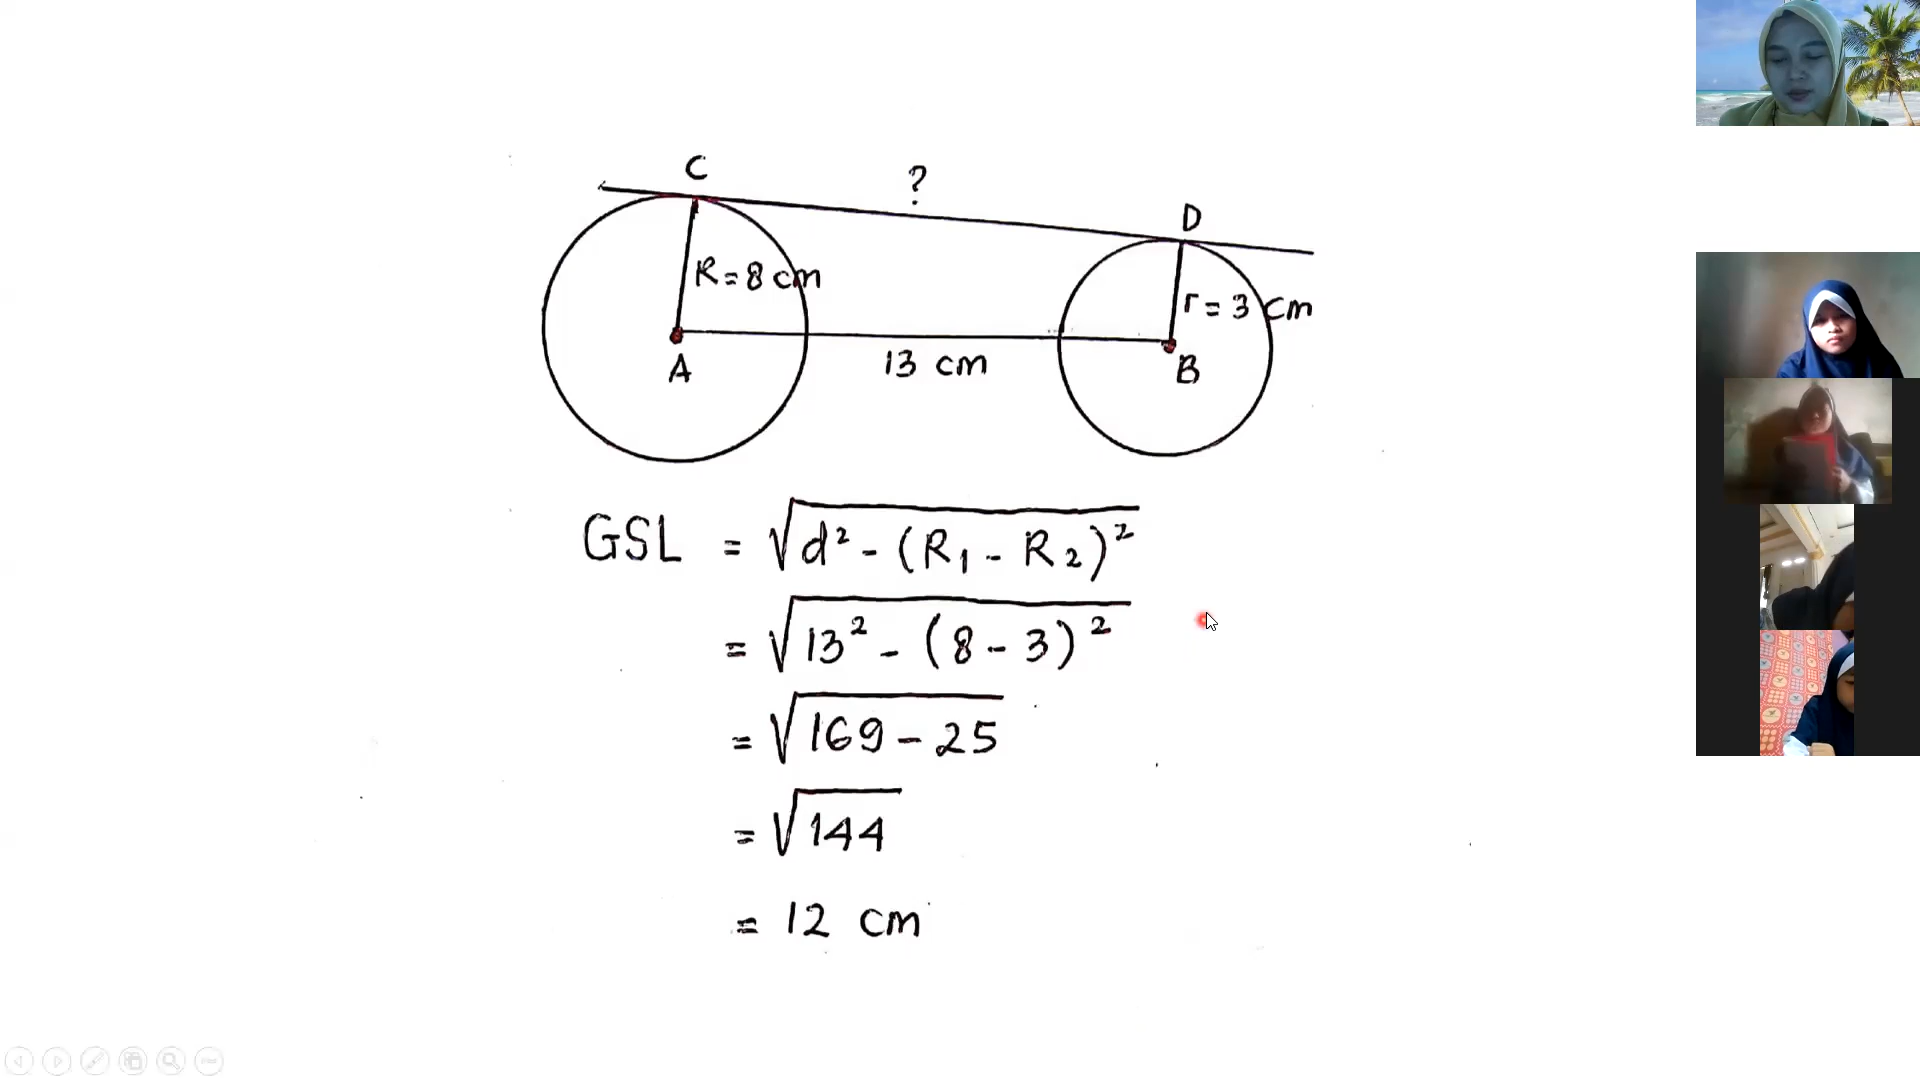 C
?
D
R = 8 cm
r = 3 cm
A
13 cm
B
GSL = √d² - (R₁ - R₂)²
= √13² - (8 - 3)²
= √169 - 25
= √144
= 12 cm